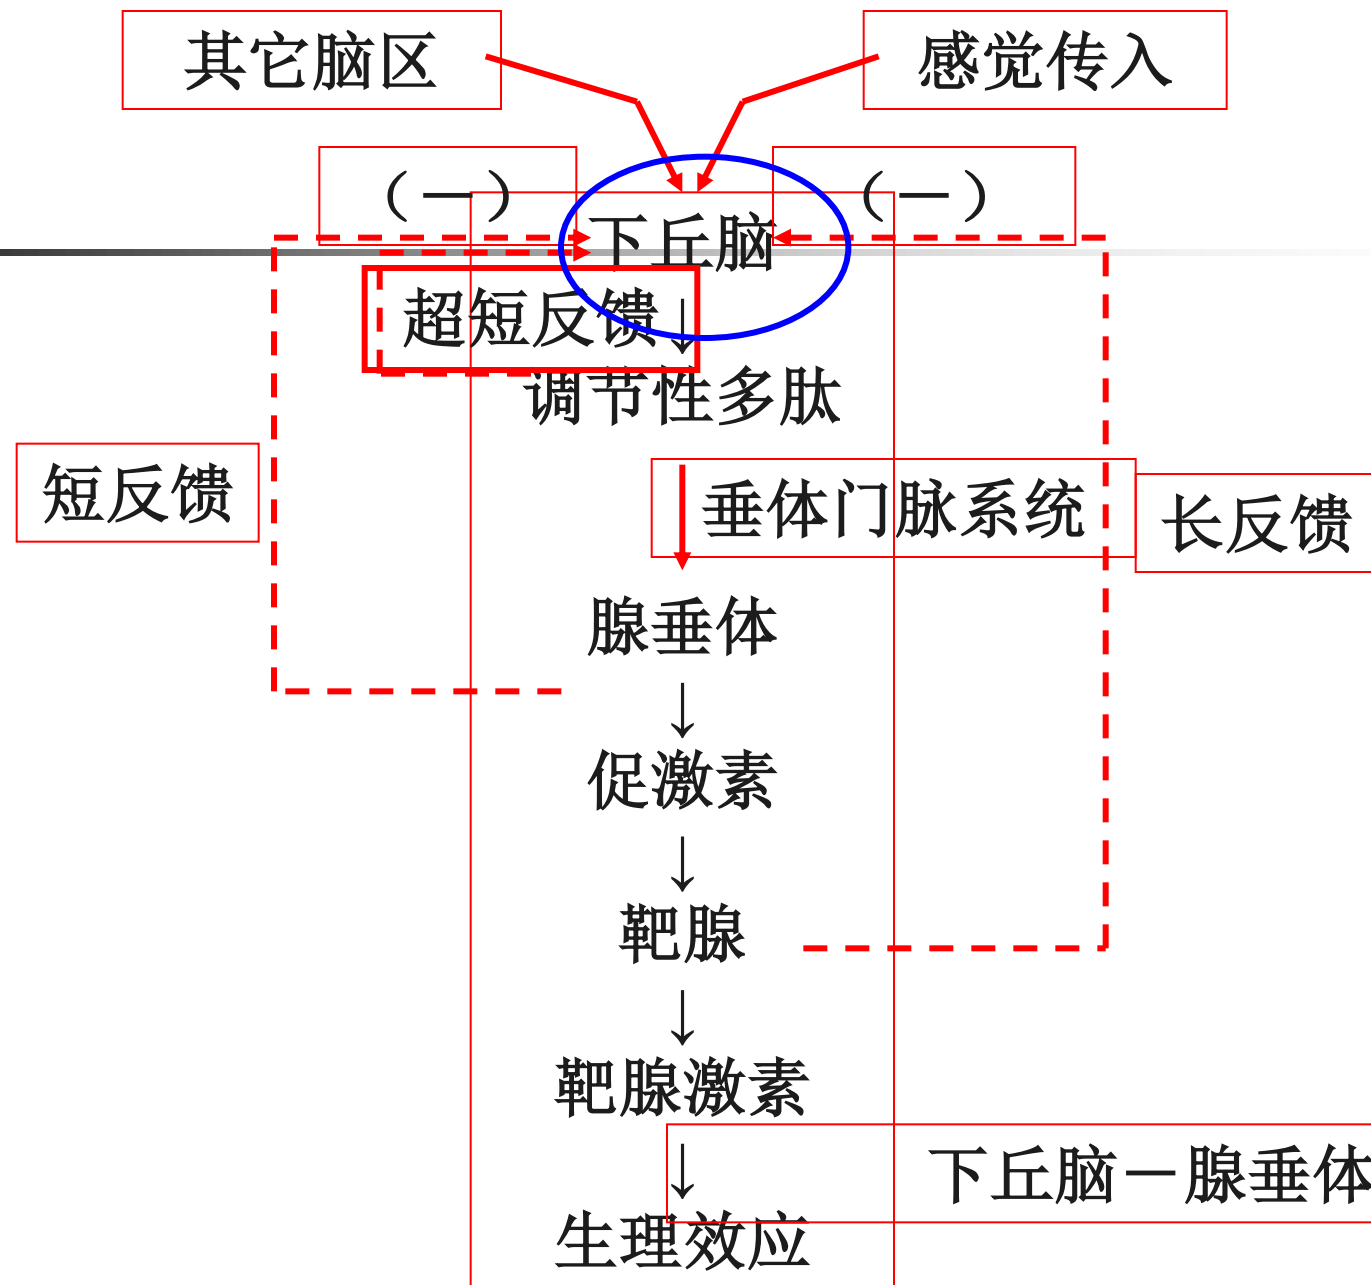 其它脑区
感觉传入
（一）
（一）
下丘脑
超短反馈↓
调节性多肽
短反馈
垂体门脉系统
长反馈
腺垂体
↓
促激素
↓
靶腺
↓
靶腺激素
↓
下丘脑－腺垂体
生理效应